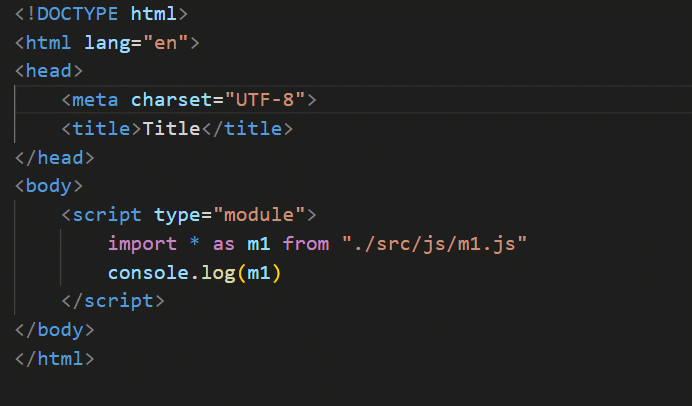 <!DOCTYPE html>
<html lang="en">
<head>
    <meta charset="UTF-8">
    <title>Title</title>
</head>
<body>
    <script type="module">
        import * as m1 from "./src/js/m1.js"
        console.log(m1)
    </script>
</body>
</html>